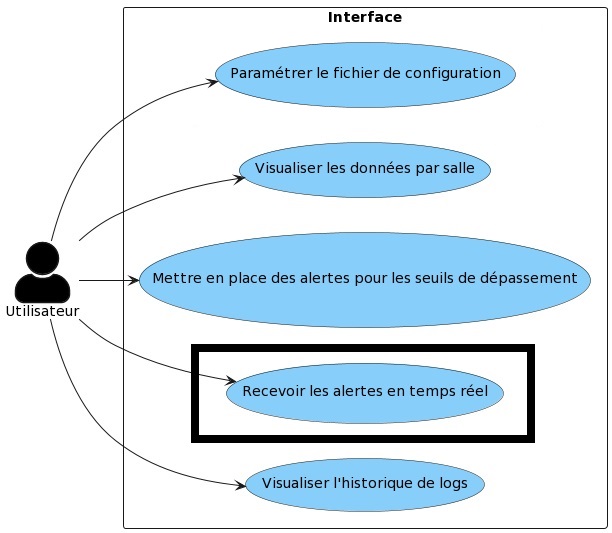 Interface
Paramétrer le fichier de configuration
Visualiser les données par salle
Mettre en place des alertes pour les seuils de dépassement
Utilisateur
Recevoir les alertes en temps réel
Visualiser l'historique de logs